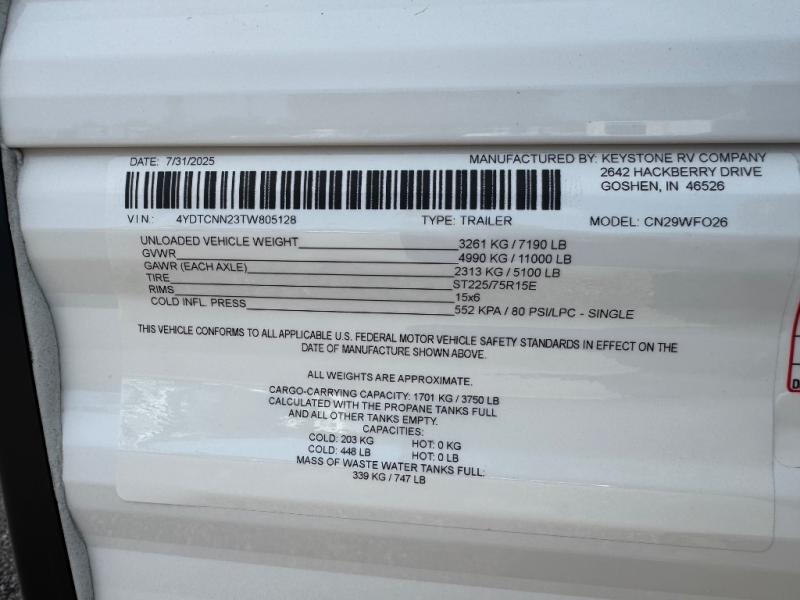 DATE: 7/31/2025 MANUFACTURED BY: KEYSTONE RV COMPANY
2642 HACKBERRY DRIVE
GOSHEN, IN 46526
VIN: 4YDTCNN23TW805128 TYPE: TRAILER MODEL: CN29WFO26
UNLOADED VEHICLE WEIGHT 3261 KG / 7190 LB
GVWR 4990 KG / 11000 LB
GAWR (EACH AXLE) 2313 KG / 5100 LB
TIRE ST225/75R15E
RIMS 15x6
COLD INFL. PRESS 552 KPA / 80 PSI/LPC - SINGLE
THIS VEHICLE CONFORMS TO ALL APPLICABLE U.S. FEDERAL MOTOR VEHICLE SAFETY STANDARDS IN EFFECT ON THE
DATE OF MANUFACTURE SHOWN ABOVE.
ALL WEIGHTS ARE APPROXIMATE.
CARGO-CARRYING CAPACITY: 1701 KG / 3750 LB
CALCULATED WITH THE PROPANE TANKS FULL
AND ALL OTHER TANKS EMPTY.
CAPACITIES:
COLD: 203 KG HOT: 0 KG
COLD: 448 LB HOT: 0 LB
MASS OF WASTE WATER TANKS FULL:
339 KG / 747 LB